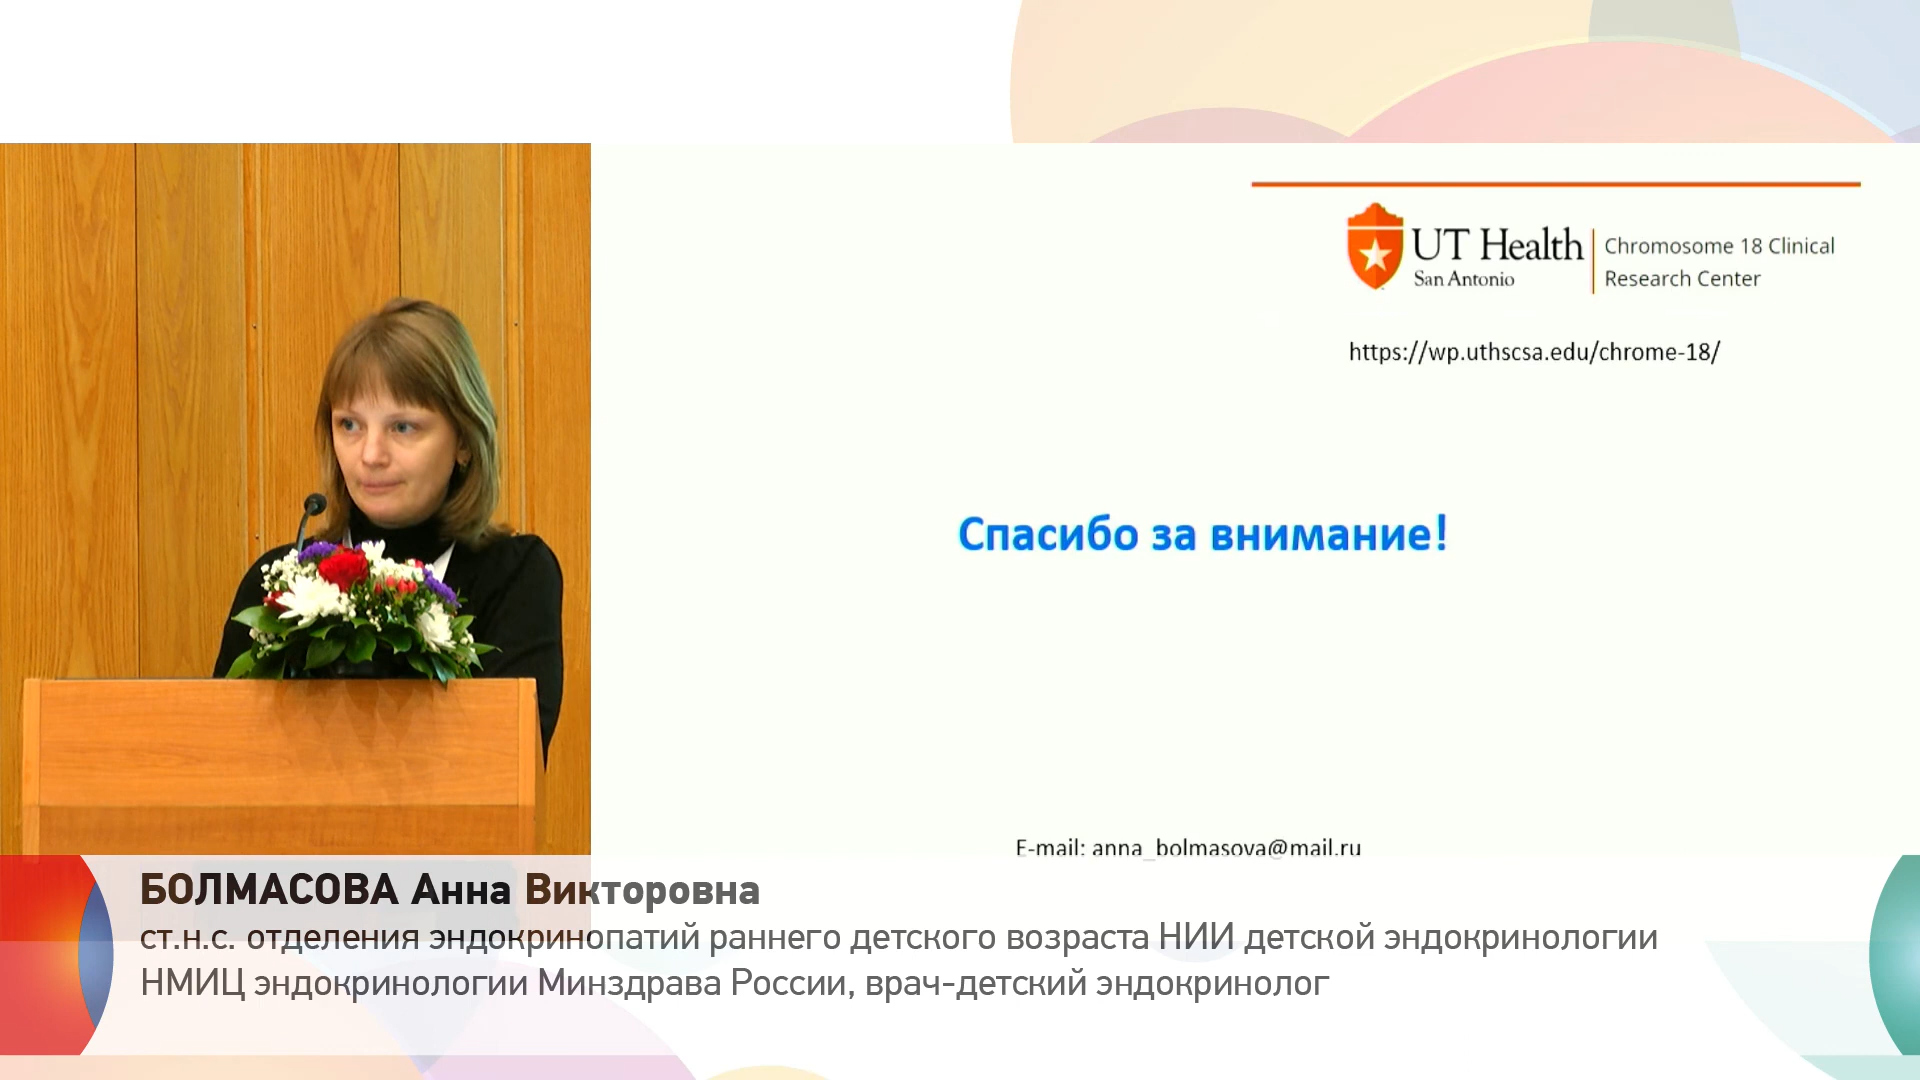 UT Health
San Antonio
Chromosome 18 Clinical
Research Center
https://wp.uthscsa.edu/chrome-18/
Спасибо за внимание!
E-mail: anna_bolmasova@mail.ru
БОЛМАСОВА Анна Викторовна
ст.н.с. отделения эндокринопатий раннего детского возраста НИИ детской эндокринологии
НМИЦ эндокринологии Минздрава России, врач-детский эндокринолог